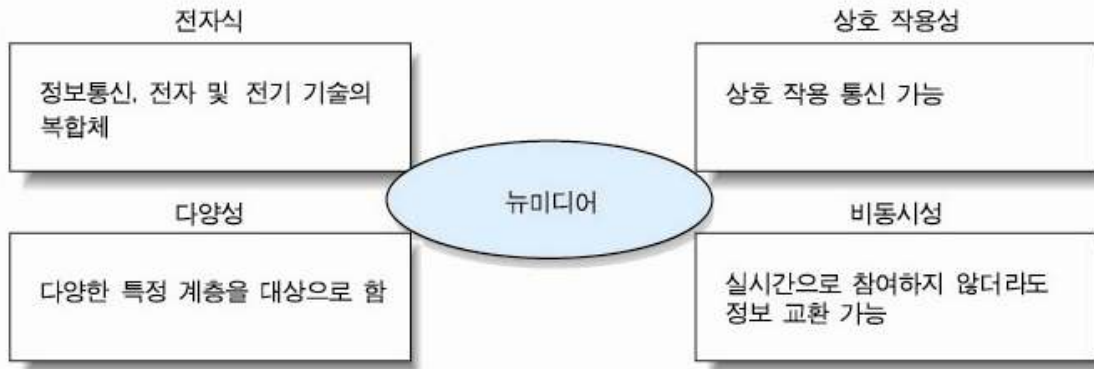 전자식
정보통신, 전자 및 전기 기술의
복합체
상호 작용성
상호 작용 통신 가능
뉴미디어
다양성
다양한 특정 계층을 대상으로 함
비동시성
실시간으로 참여하지 않더라도
정보 교환 가능